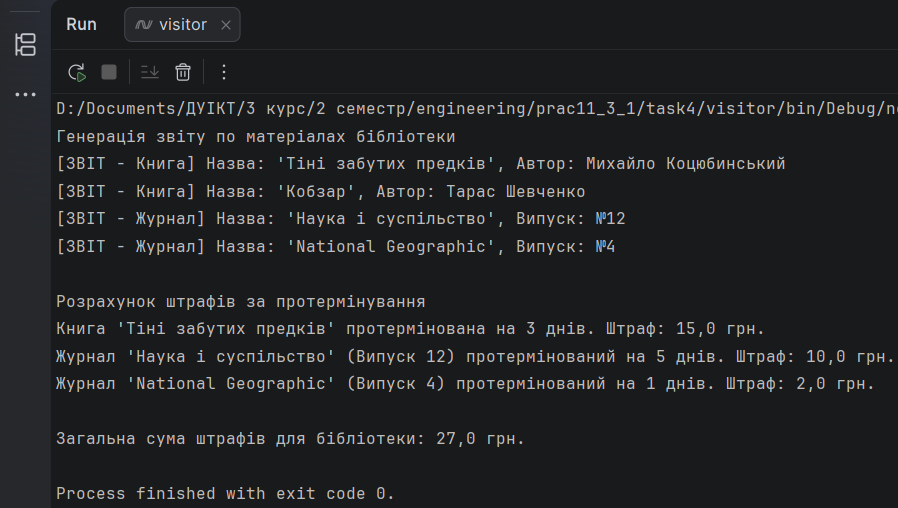 Run
visitor
D:/Documents/ДУІКТ/3 курс/2 семестр/engineering/prac11_3_1/task4/visitor/bin/Debug/
Генерація звіту по матеріалах бібліотеки
[ЗВІТ - Книга] Назва: 'Тіні забутих предків', Автор: Михайло Коцюбинський
[ЗВІТ - Книга] Назва: 'Кобзар', Автор: Тарас Шевченко
[ЗВІТ - Журнал] Назва: 'Наука і суспільство', Випуск: №12
[ЗВІТ - Журнал] Назва: 'National Geographic', Випуск: №4
Розрахунок штрафів за протермінування
Книга 'Тіні забутих предків' протермінована на 3 днів. Штраф: 15,0 грн.
Журнал 'Наука і суспільство' (Випуск 12) протермінований на 5 днів. Штраф: 10,0 грн.
Журнал 'National Geographic' (Випуск 4) протермінований на 1 днів. Штраф: 2,0 грн.
Загальна сума штрафів для бібліотеки: 27,0 грн.
Process finished with exit code 0.